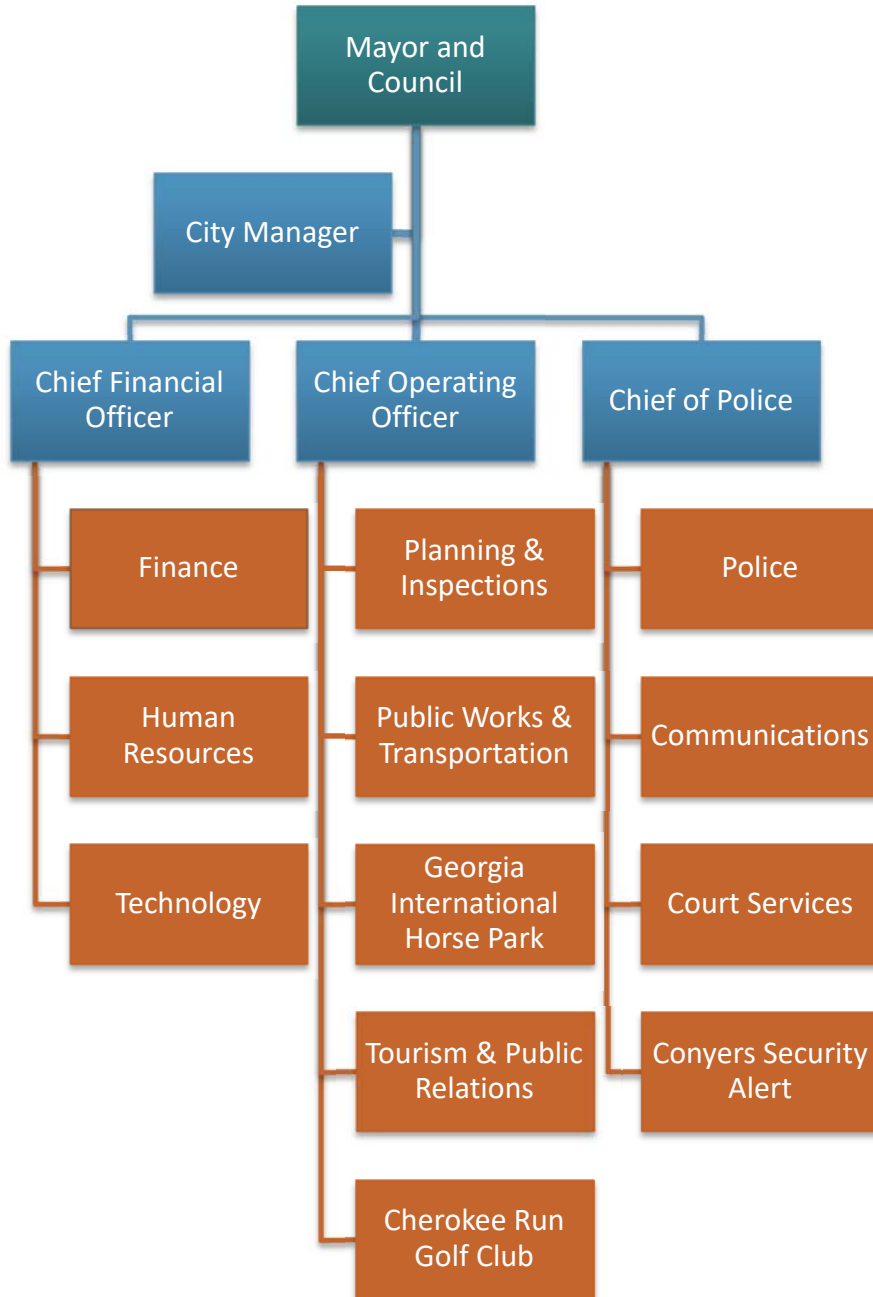 Mayor and
Council
City Manager
Chief Financial
Officer
Chief Operating
Officer
Chief of Police
Finance
Human
Resources
Technology
Planning &
Inspections
Public Works &
Transportation
Georgia
International
Horse Park
Tourism & Public
Relations
Cherokee Run
Golf Club
Police
Communications
Court Services
Conyers Security
Alert